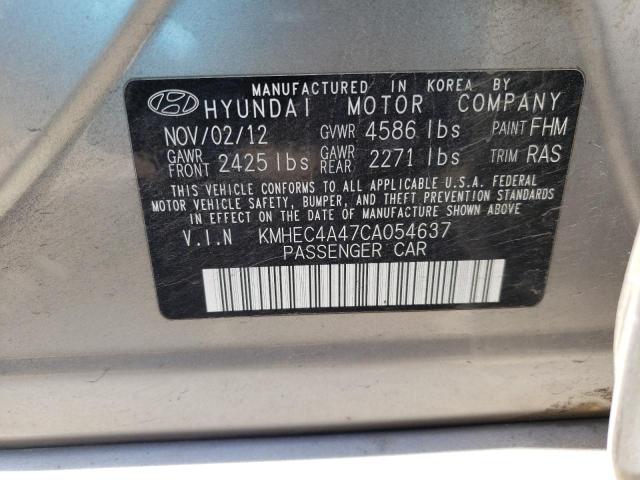 MANUFACTURED IN KOREA BY
HYUNDAI MOTOR COMPANY
NOV/02/12 GVWR 4586 lbs PAINT FHM
GAWR FRONT 2425 lbs GAWR REAR 2271 lbs TRIM RAS
THIS VEHICLE CONFORMS TO ALL APPLICABLE U.S.A. FEDERAL
MOTOR VEHICLE SAFETY, BUMPER, AND THEFT PREVENTION STANDARDS
IN EFFECT ON THE DATE OF MANUFACTURE SHOWN ABOVE
V.I.N KMHEC4A47CA054637
PASSENGER CAR